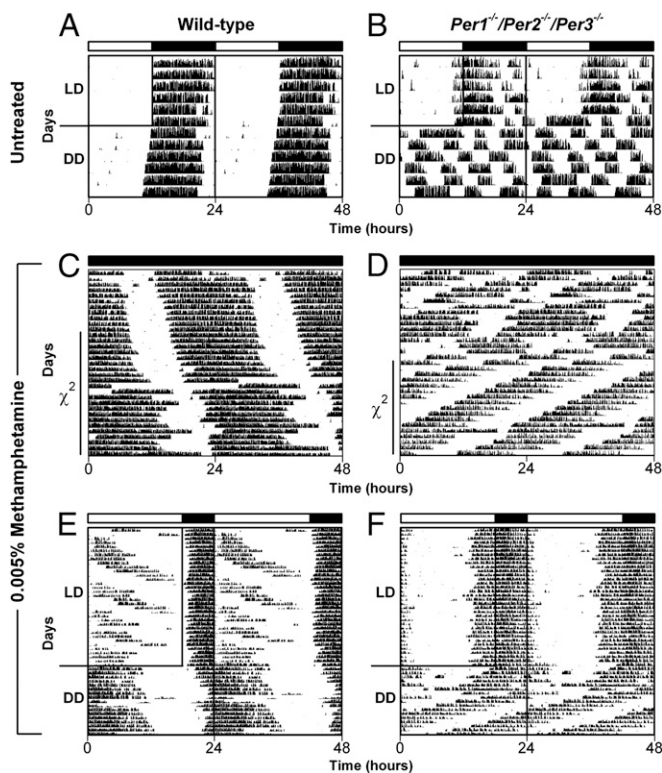 A Wild-type B Per1-/-/Per2-/-/Per3-/-
Untreated
Days
LD
DD
LD
DD
0 24 48 0 24 48
Time (hours) Time (hours)
0.005% Methamphetamine
C D
Days
χ2
χ2
0 24 48 0 24 48
Time (hours) Time (hours)
E F
Days
LD
DD
LD
DD
0 24 48 0 24 48
Time (hours) Time (hours)